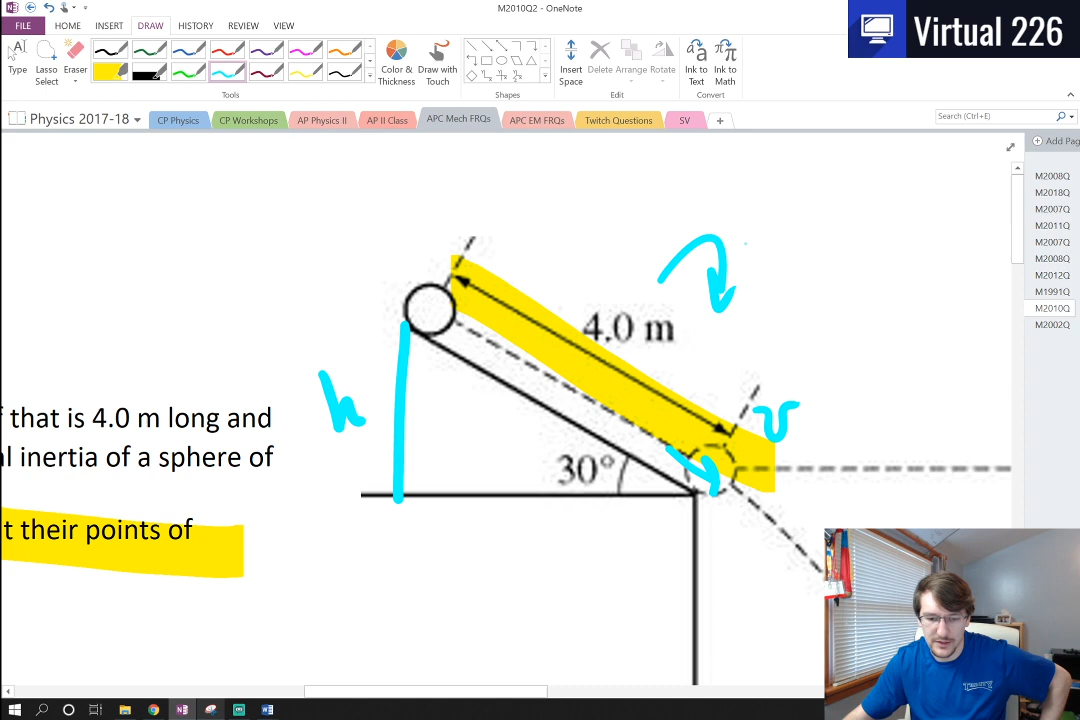 M2010Q2 - OneNote
Virtual 226
FILE HOME INSERT DRAW HISTORY REVIEW VIEW
Type
Lasso Select
Eraser
Color & Thickness
Draw with Touch
Insert Space
Delete
Arrange
Rotate
Ink to Text
Ink to Math
Tools
Shapes
Edit
Convert
Physics 2017-18
CP Physics
CP Workshops
AP Physics II
AP II Class
APC Mech FRQs
APC EM FRQs
Twitch Questions
SV
Search (Ctrl+E)
Add Pag
M2008Q
M2018Q
M2007Q
M2011Q
M2007Q
M2008Q
M2012Q
M1991Q
M2010Q
M2002Q
4.0 m
h
v
f that is 4.0 m long and
al inertia of a sphere of
30°
t their points of